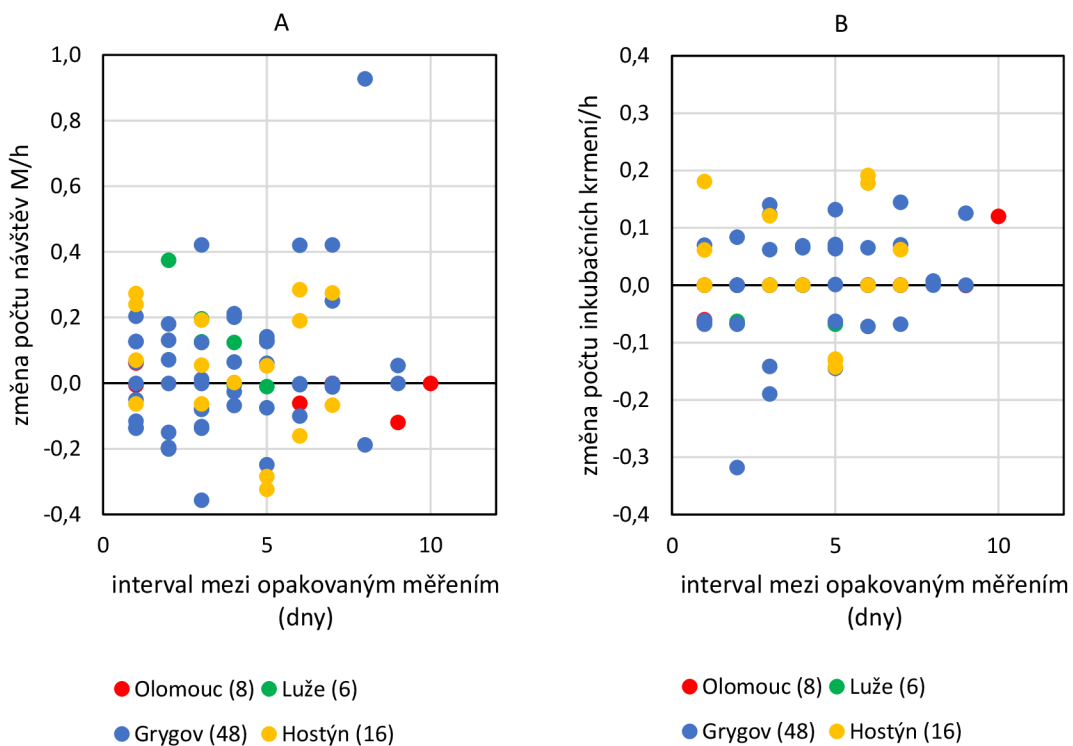 A
1,0
0,8
0,6
0,4
0,2
0,0
-0,2
-0,4
0
5
10
změna počtu návštěv M/h
interval mezi opakovaným měřením
(dny)
Olomouc (8)
Luže (6)
Grygov (48)
Hostýn (16)
B
0,4
0,3
0,2
0,1
0,0
-0,1
-0,2
-0,3
-0,4
0
5
10
změna počtu inkubačních krmení/h
interval mezi opakovaným měřením
(dny)
Olomouc (8)
Luže (6)
Grygov (48)
Hostýn (16)